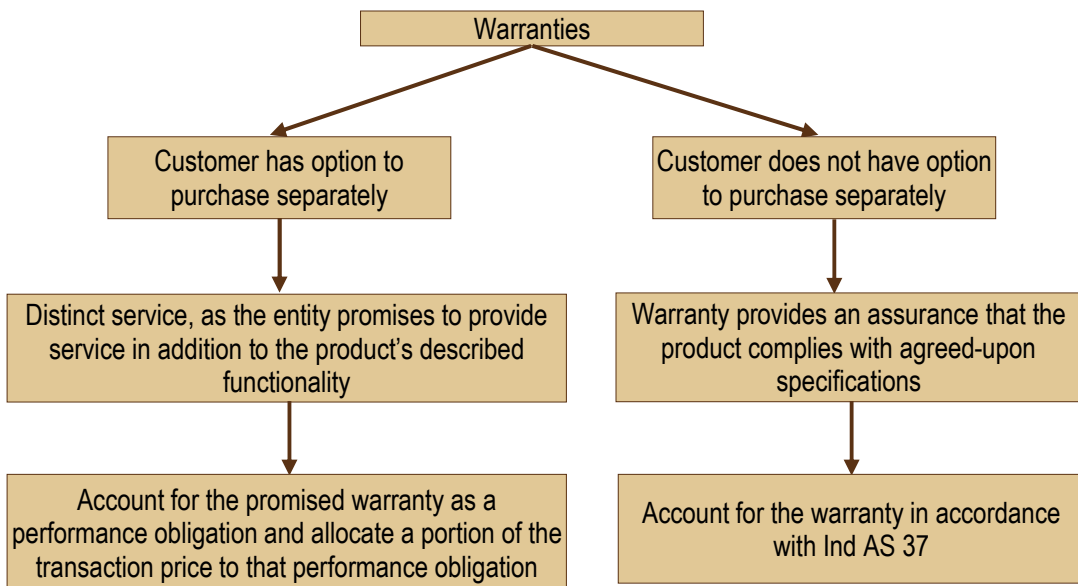 Warranties
Customer has option to
purchase separately
Customer does not have option
to purchase separately
Distinct service, as the entity promises to provide
service in addition to the product's described
functionality
Warranty provides an assurance that the
product complies with agreed-upon
specifications
Account for the promised warranty as a
performance obligation and allocate a portion of the
transaction price to that performance obligation
Account for the warranty in accordance
with Ind AS 37